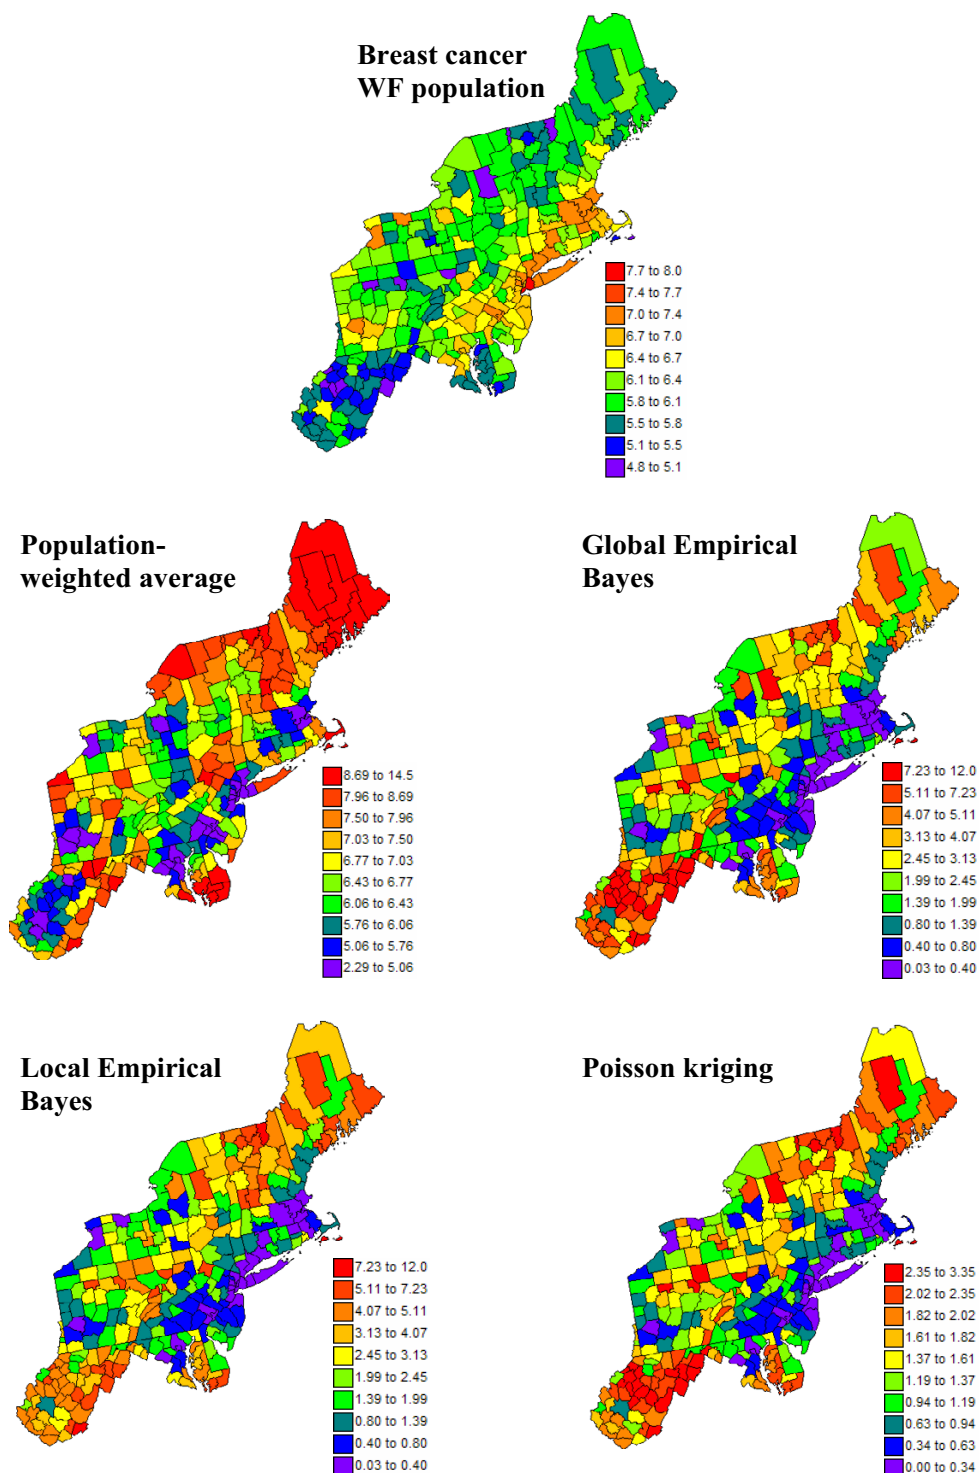 Breast cancer
WF population
7.7 to 8.0
7.4 to 7.7
7.0 to 7.4
6.7 to 7.0
6.4 to 6.7
6.1 to 6.4
5.8 to 6.1
5.5 to 5.8
5.1 to 5.5
4.8 to 5.1
Population-
weighted average
8.69 to 14.5
7.96 to 8.69
7.50 to 7.96
7.03 to 7.50
6.77 to 7.03
6.43 to 6.77
6.06 to 6.43
5.76 to 6.06
5.06 to 5.76
2.29 to 5.06
Global Empirical
Bayes
7.23 to 12.0
5.11 to 7.23
4.07 to 5.11
3.13 to 4.07
2.45 to 3.13
1.99 to 2.45
1.39 to 1.99
0.80 to 1.39
0.40 to 0.80
0.03 to 0.40
Local Empirical
Bayes
7.23 to 12.0
5.11 to 7.23
4.07 to 5.11
3.13 to 4.07
2.45 to 3.13
1.99 to 2.45
1.39 to 1.99
0.80 to 1.39
0.40 to 0.80
0.03 to 0.40
Poisson kriging
2.35 to 3.35
2.02 to 2.35
1.82 to 2.02
1.61 to 1.82
1.37 to 1.61
1.19 to 1.37
0.94 to 1.19
0.63 to 0.94
0.34 to 0.63
0.00 to 0.34